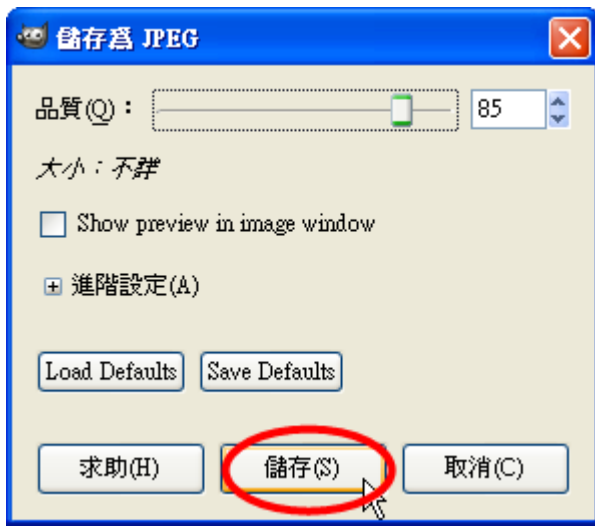 儲存為 JPEG
品質(Q)： 85
大小：不詳
Show preview in image window
進階設定(A)
Load Defaults Save Defaults
求助(H) 儲存(S) 取消(C)